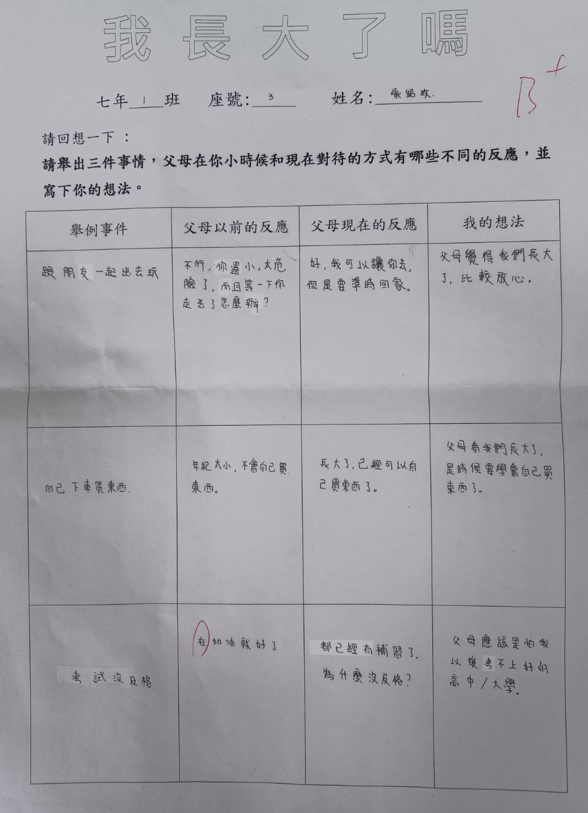 我長大了嗎
七年 1 班 座號: 3 姓名:
B+
請回想一下：
請舉出三件事情，父母在你小時候和現在對待的方式有哪些不同的反應，並
寫下你的想法。
舉例事件 父母以前的反應 父母現在的反應 我的想法
跟朋友一起出去玩
不行，你還小，太危
險了，而且等一下你
走丟了怎麼辦？
好，我可以讓你去，
但是要準時回家。
父母覺得我們長大
了，比較放心。
自己下車買東西
年紀太小，不會自己買
東西。
長大了，已經可以自
己買東西了。
父母看我們長大了，
是時候要學會自己買
東西了。
考試沒及格
在加油就好了
都已經有補習了，
為什麼沒及格？
父母應該是怕我
以後考不上好的
高中/大學。